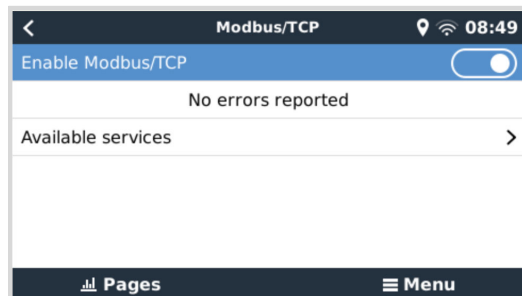 Modbus/TCP 08:49
Enable Modbus/TCP
No errors reported
Available services
Pages Menu